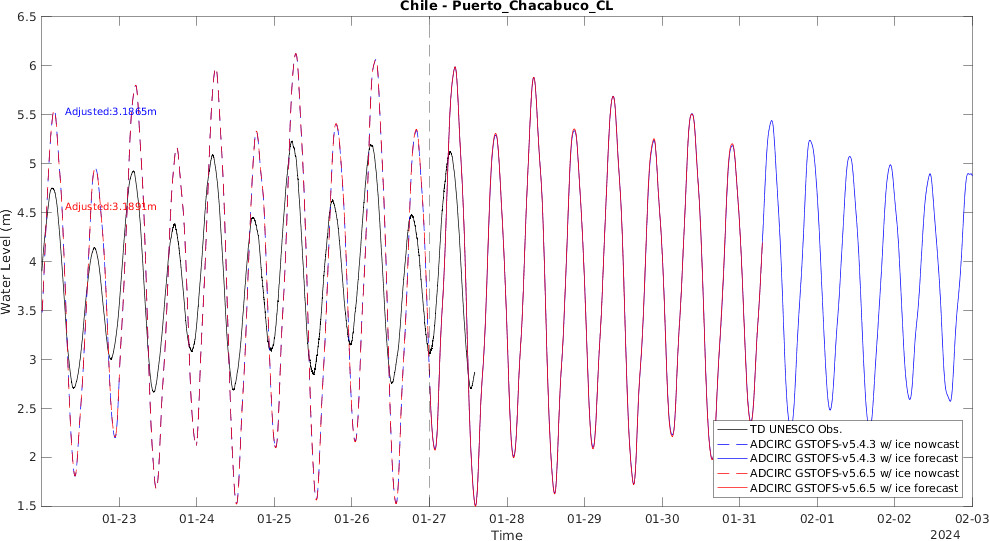 Chile - Puerto_Chacabuco_CL
6.5
6
5.5
5
4.5
4
3.5
3
2.5
2
1.5
Water Level (m)
Adjusted:3.1865m
Adjusted:3.1891m
TD UNESCO Obs.
ADCIRC GSTOFS-v5.4.3 w/ ice nowcast
ADCIRC GSTOFS-v5.4.3 w/ ice forecast
ADCIRC GSTOFS-v5.6.5 w/ ice nowcast
ADCIRC GSTOFS-v5.6.5 w/ ice forecast
01-23 01-24 01-25 01-26 01-27 01-28 01-29 01-30 01-31 02-01 02-02 02-03
Time
2024